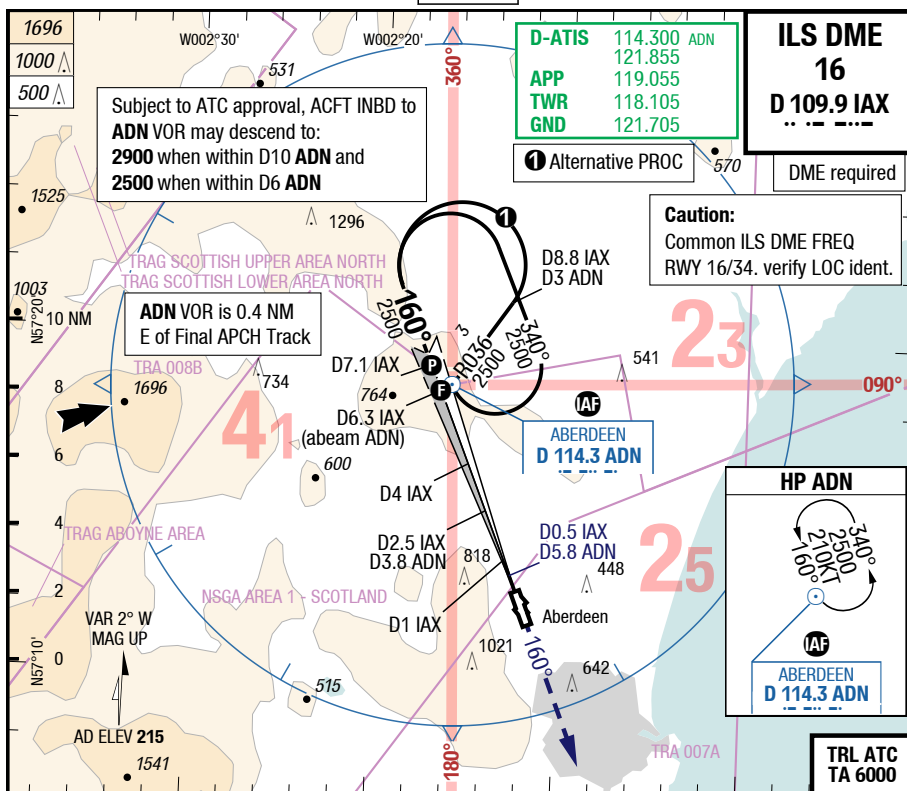 1696
1000
500
W002°30'
W002°20'
360°
531
D-ATIS 114.300 ADN
121.855
APP 119.055
TWR 118.105
GND 121.705
ILS DME
16
D 109.9 IAX
DME required
Subject to ATC approval, ACFT INBD to
ADN VOR may descend to:
2900 when within D10 ADN and
2500 when within D6 ADN
1 Alternative PROC
570
Caution:
Common ILS DME FREQ
RWY 16/34. verify LOC ident.
1525
1296
1
TRAG SCOTTISH UPPER AREA NORTH
TRAG SCOTTISH LOWER AREA NORTH
D8.8 IAX
D3 ADN
1003
N57°20'
10 NM
ADN VOR is 0.4 NM
E of Final APCH Track
160°
2500
340°
2500
3
R036
2500
23
TRA 008B
1696
734
D7.1 IAX
P
764
F
D6.3 IAX
(abeam ADN)
541
090°
8
41
IAF
ABERDEEN
D 114.3 ADN
6
600
D4 IAX
HP ADN
340°
2500
210KT
160°
IAF
ABERDEEN
D 114.3 ADN
4
TRAG ABOYNE AREA
D2.5 IAX
D3.8 ADN
818
D0.5 IAX
D5.8 ADN
448
25
2
NSGA AREA 1 - SCOTLAND
D1 IAX
Aberdeen
VAR 2° W
MAG UP
N57°10'
0
1021
160°
642
515
AD ELEV 215
1541
180°
TRA 007A
TRL ATC
TA 6000